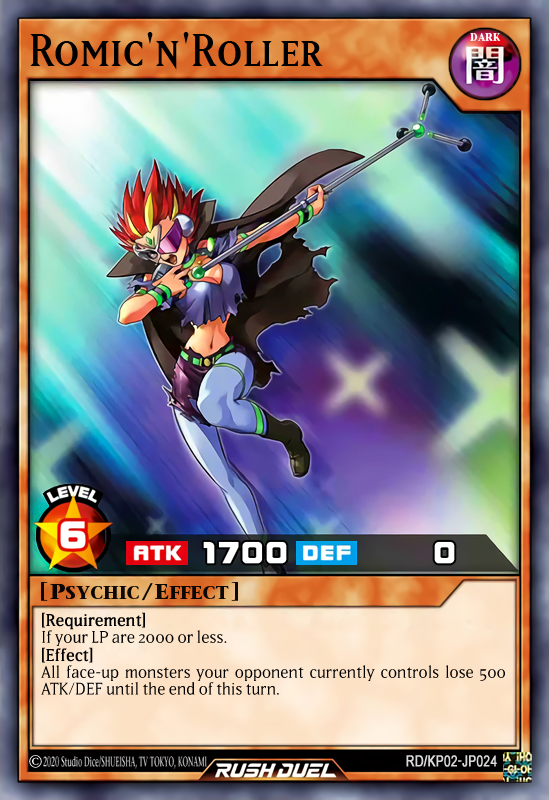 Romic'n'Roller
DARK
闇
LEVEL
6
ATK 1700 DEF 0
[Psychic/Effect]
[Requirement]
If your LP are 2000 or less.
[Effect]
All face-up monsters your opponent currently controls lose 500
ATK/DEF until the end of this turn.
©2020 Studio Dice/SHUEISHA, TV TOKYO, KONAMI
RUSH DUEL
RD/KP02-JP024